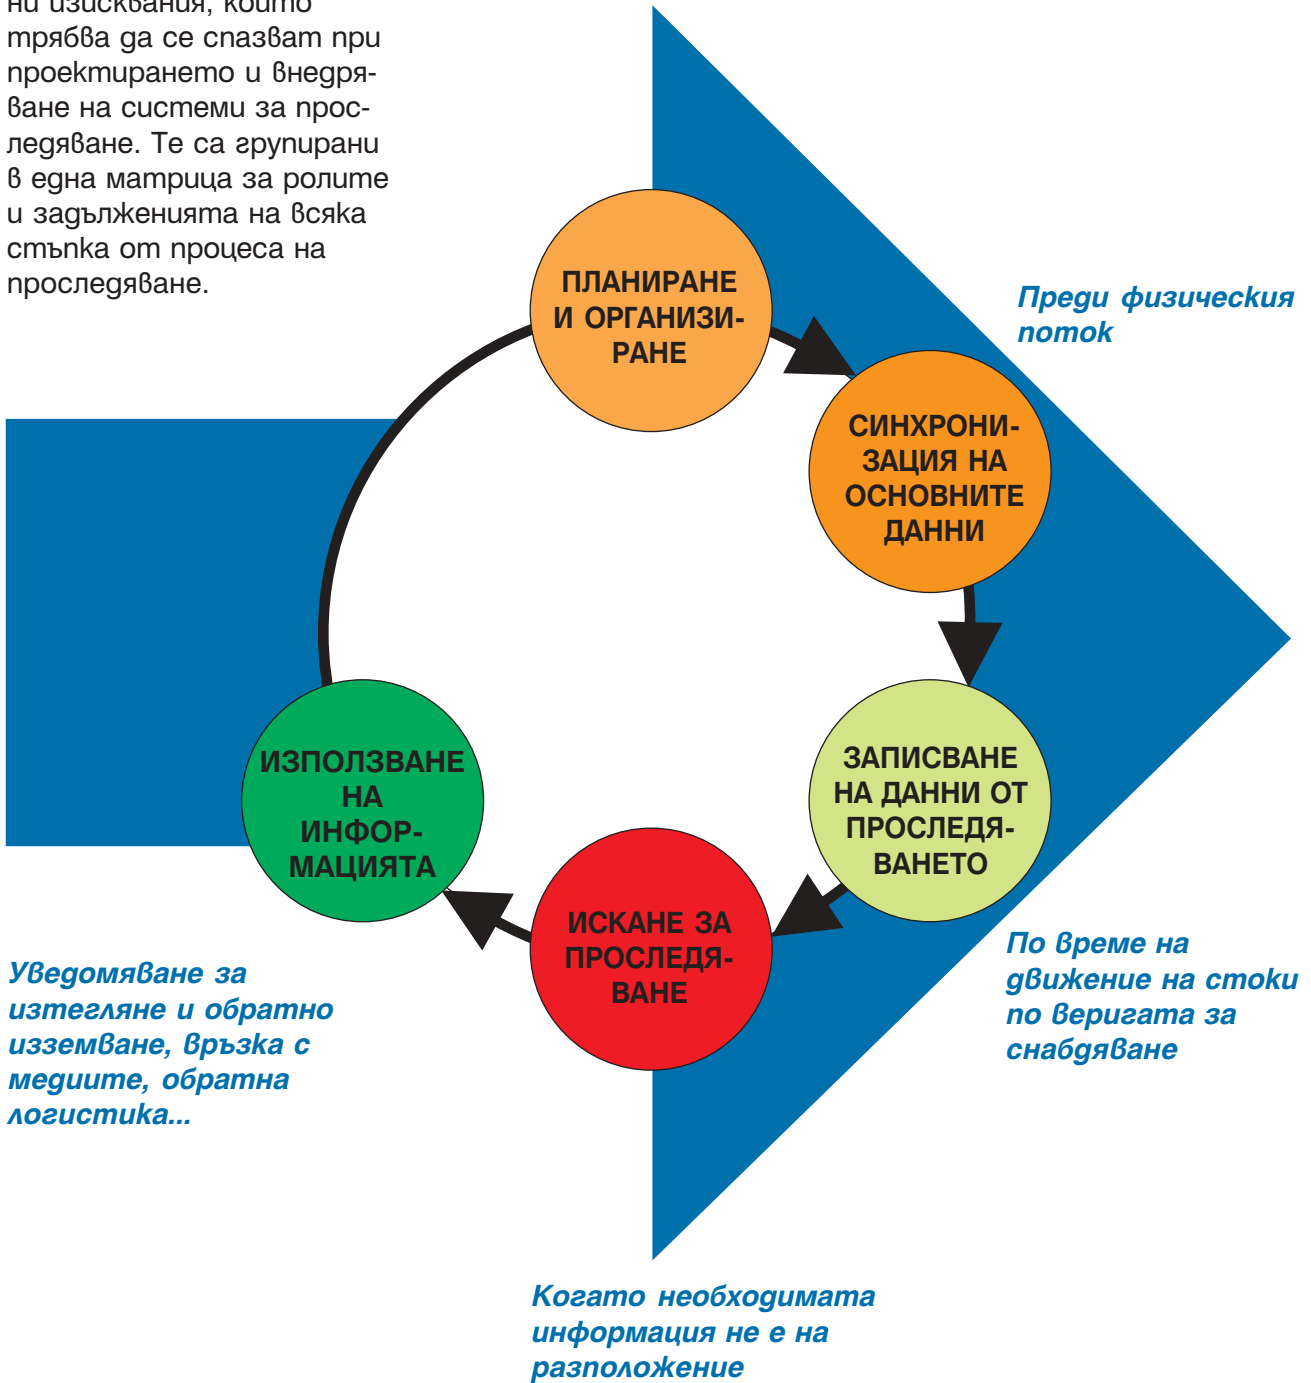 ни изисквания, които
трябва да се спазват при
проектирането и внедря-
ване на системи за прос-
ледяване. Те са групирани
в една матрица за ролите
и задълженията на всяка
стъпка от процеса на
проследяване.
ПЛАНИРАНЕ
И ОРГАНИЗИ-
РАНЕ
Преди физическия
поток
СИНХРОНИ-
ЗАЦИЯ НА
ОСНОВНИТЕ
ДАННИ
ЗАПИСВАНЕ
НА ДАННИ ОТ
ПРОСЛЕДЯ-
ВАНЕТО
По време на
движение на стоки
по веригата за
снабдяване
ИСКАНЕ ЗА
ПРОСЛЕДЯ-
ВАНЕ
Когато необходимата
информация не е на
разположение
ИЗПОЛЗВАНЕ
НА
ИНФОР-
МАЦИЯТА
Уведомяване за
изтегляне и обратно
изземване, връзка с
медиите, обратна
логистика...